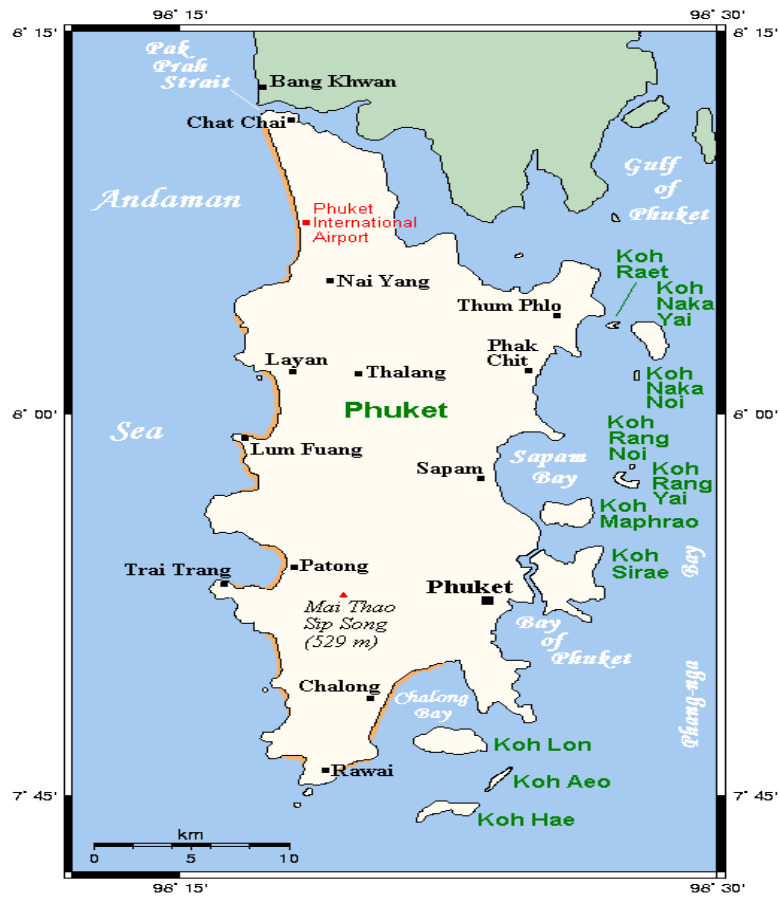 98° 15'
98° 30'
8° 15'
8° 15'
Pak
Prah
Strait
Bang Khwan
Chat Chai
Gulf
of
Phuket
Andaman
Phuket
International
Airport
Koh
Raet
Nai Yang
Koh
Naka
Yai
Thum Phlo
Phak
Chit
Layan
Thalang
Koh
Naka
Noi
Phuket
8° 00'
8° 00'
Sea
Koh
Rang
Noi
Lum Fuang
Sapam
Bay
Sapam
Koh
Rang
Yai
Koh
Maphrao
Koh
Sirae
Bay
Patong
Trai Trang
Phuket
Mai Thao
Sip Song
(529 m)
Bay
of
Phuket
Phang-nga
Chalong
Chalong
Bay
Koh Lon
Rawai
Koh Aeo
7° 45'
7° 45'
Koh Hae
km
0 5 10
98° 15'
98° 30'